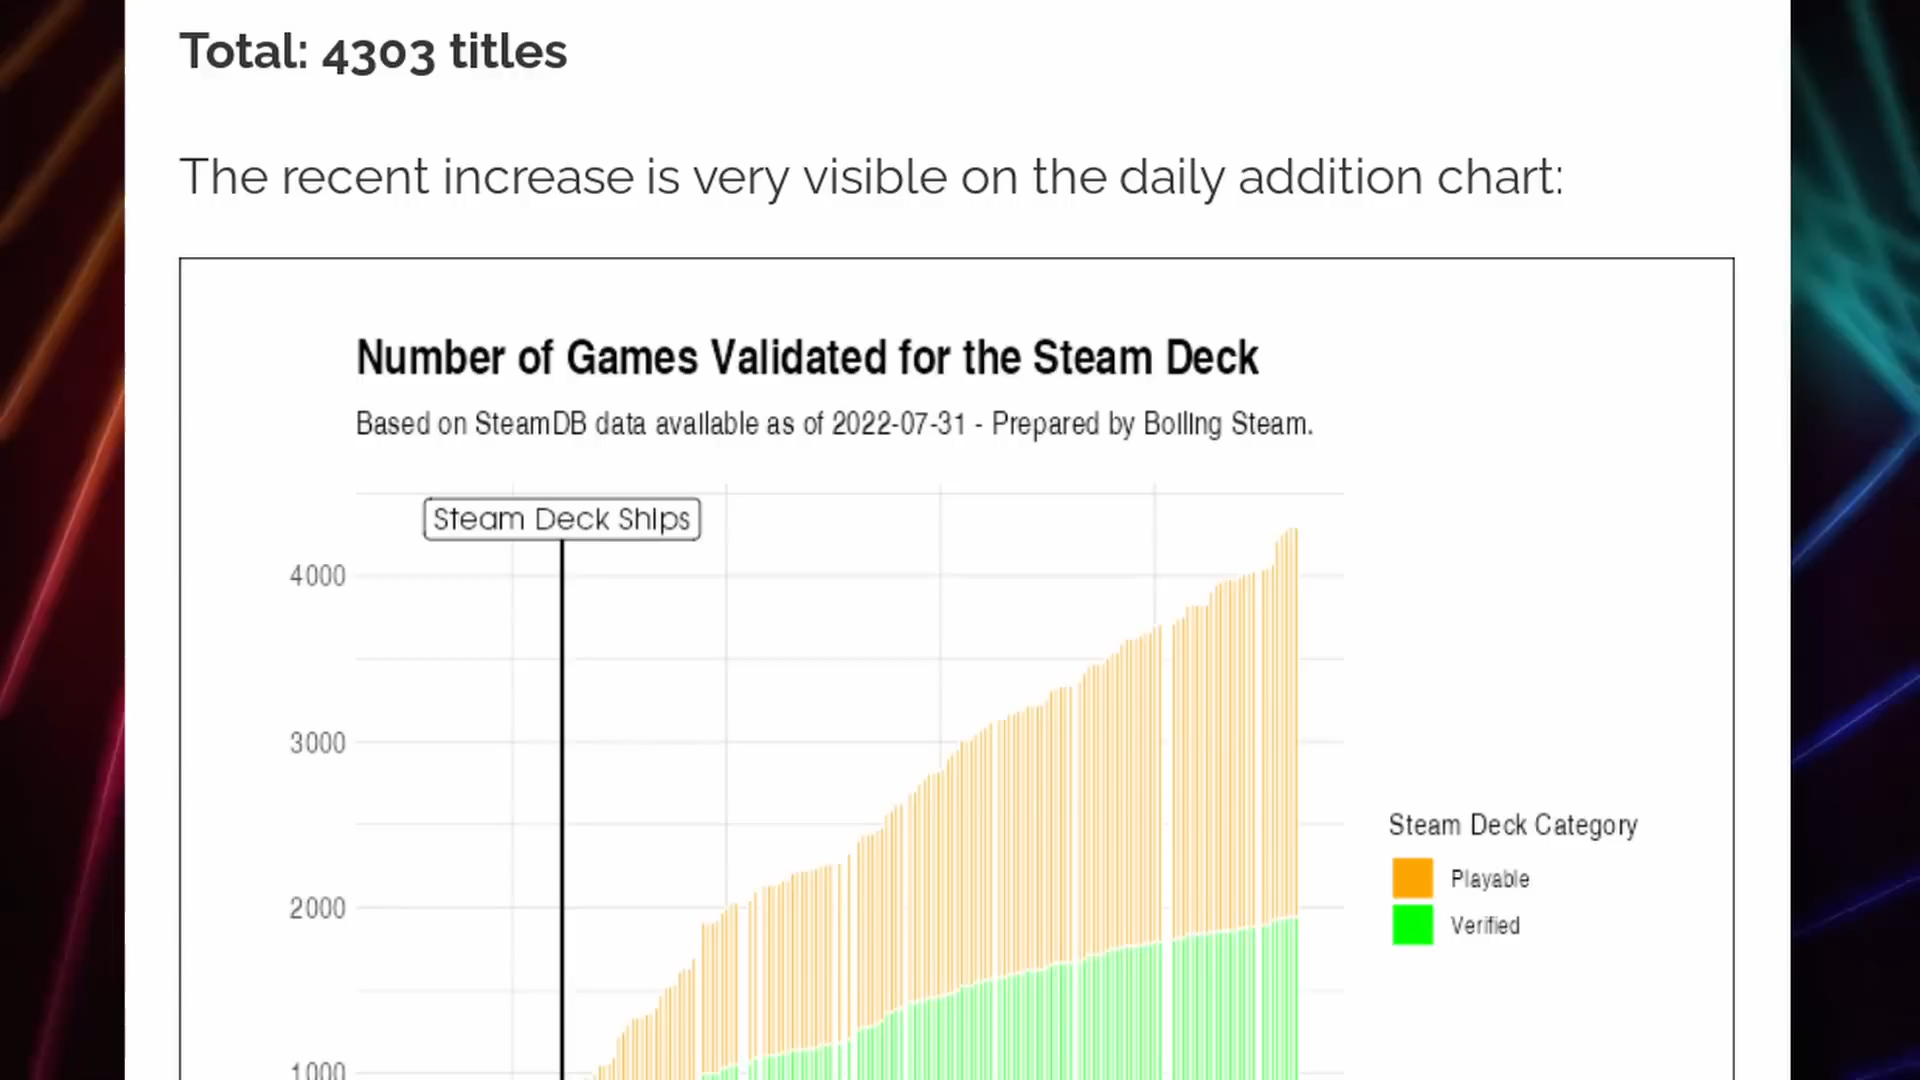 Total: 4303 titles
The recent increase is very visible on the daily addition chart:
Number of Games Validated for the Steam Deck
Based on SteamDB data available as of 2022-07-31 - Prepared by Boiling Steam.
Steam Deck Ships
4000
3000
2000
1000
Steam Deck Category
Playable
Verified